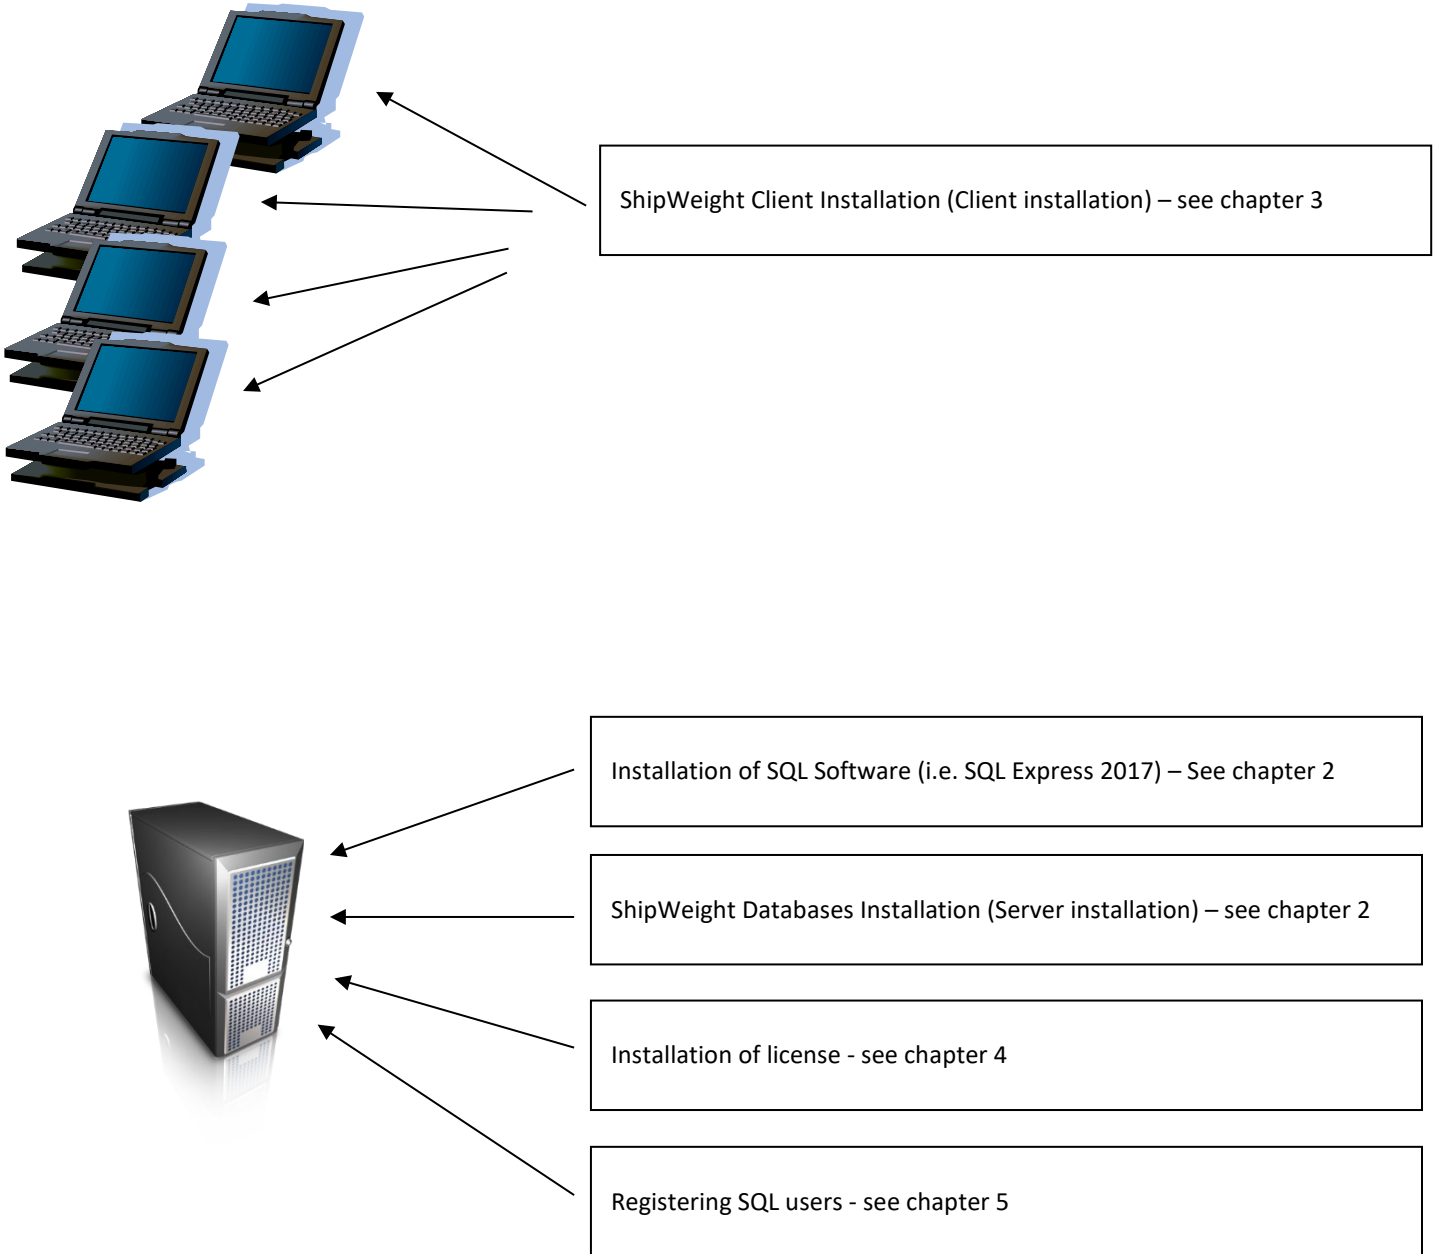 ShipWeight Client Installation (Client installation) – see chapter 3
Installation of SQL Software (i.e. SQL Express 2017) – See chapter 2
ShipWeight Databases Installation (Server installation) – see chapter 2
Installation of license - see chapter 4
Registering SQL users - see chapter 5